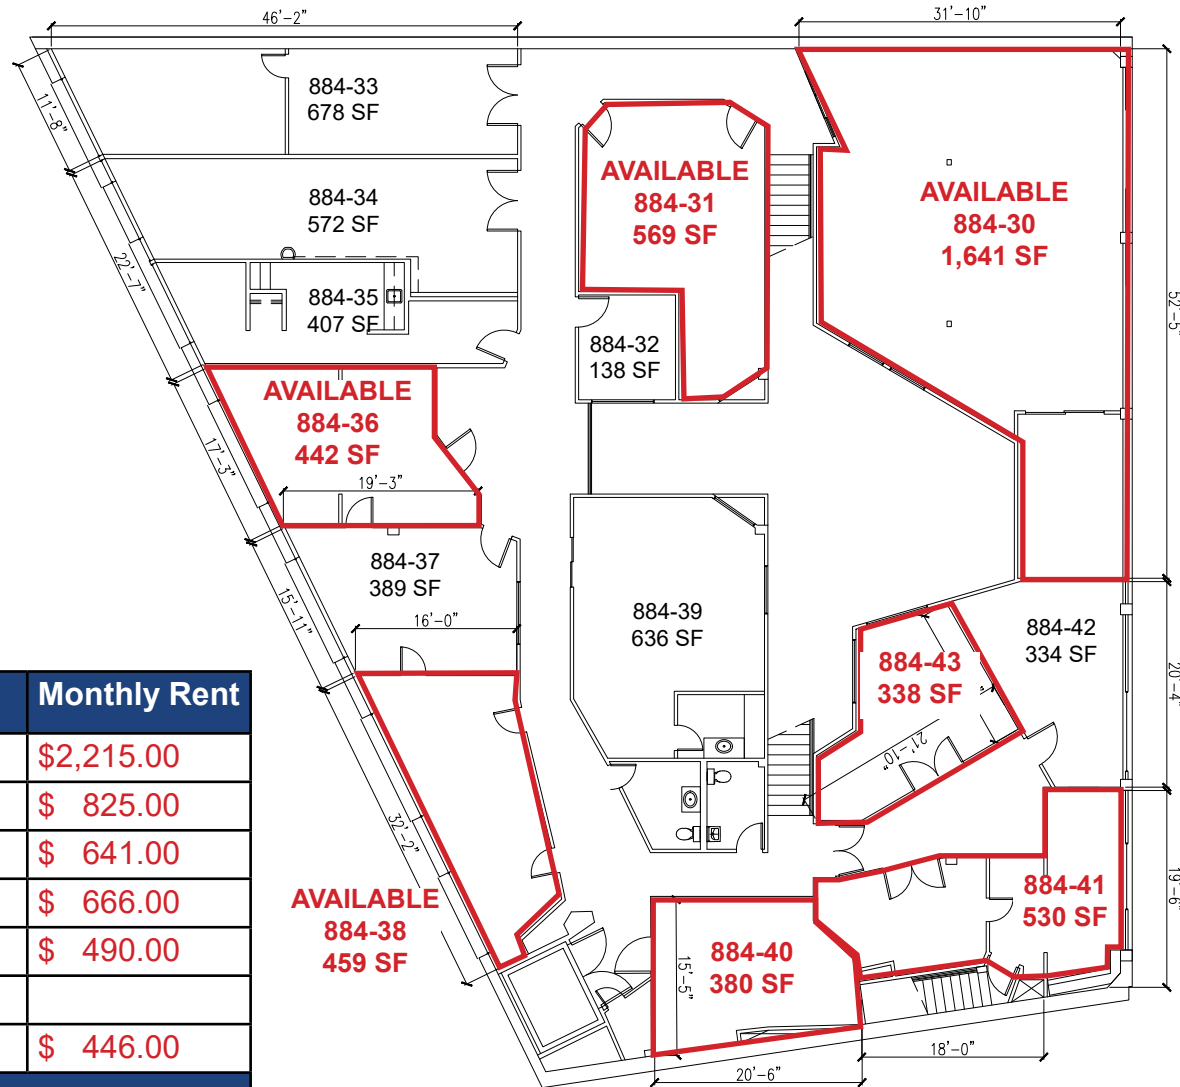 46'-2"
31'-10"
11'-8"
884-33
678 SF
884-34
572 SF
AVAILABLE
884-31
569 SF
AVAILABLE
884-30
1,641 SF
22'-7"
884-35
407 SF
52'-5"
884-32
138 SF
AVAILABLE
884-36
442 SF
17'-3"
19'-3"
884-37
389 SF
15'-11"
16'-0"
884-39
636 SF
884-42
334 SF
884-43
338 SF
20'-4"
21'-10"
Monthly Rent
$2,215.00
$ 825.00
$ 641.00
$ 666.00
$ 490.00
$ 446.00
32'-2"
AVAILABLE
884-38
459 SF
884-41
530 SF
19'-6"
884-40
380 SF
15'-5"
18'-0"
20'-6"